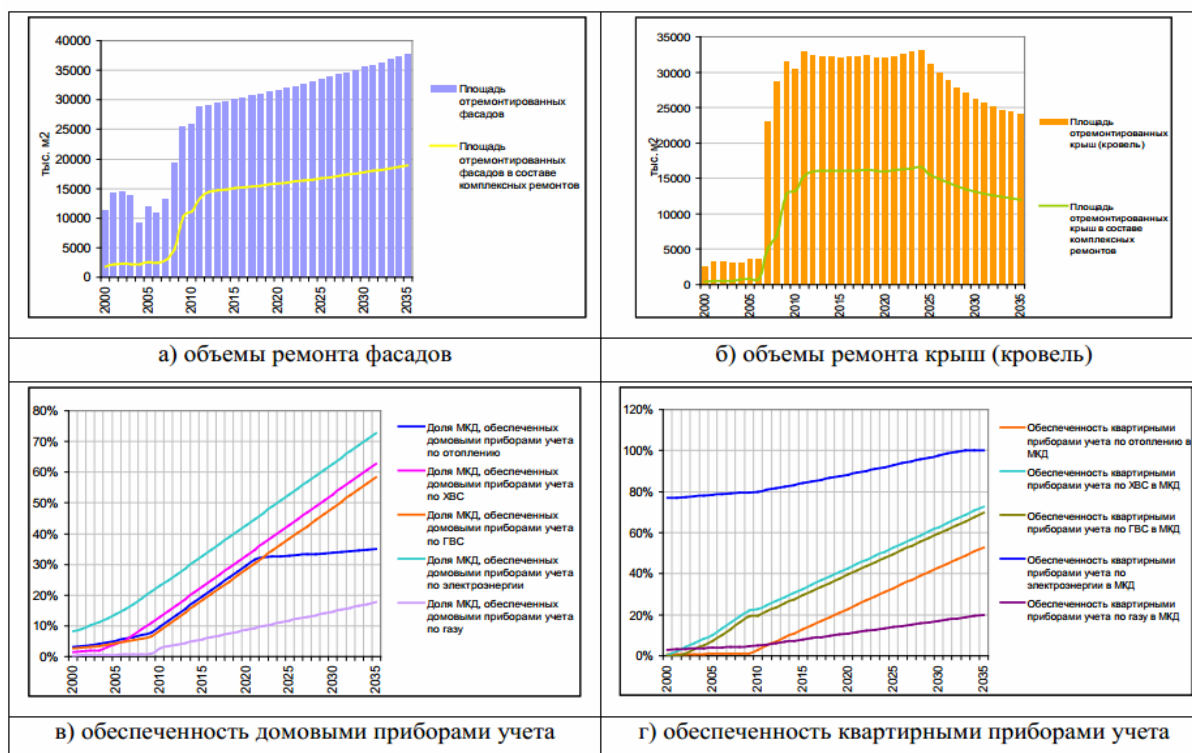 40000
35000
30000
25000
20000
15000
10000
5000
0
тыс. м2
2000
2005
2010
2015
2020
2025
2030
2035
Площадь
отремонтированных
фасадов
Площадь
отремонтированных
фасадов в составе
комплексных ремонтов
35000
30000
25000
20000
15000
10000
5000
0
тыс. м2
2000
2005
2010
2015
2020
2025
2030
2035
Площадь
отремонтированных
крыш (кровель)
Площадь
отремонтированных
крыш в составе
комплексных
ремонтов
а) объемы ремонта фасадов
б) объемы ремонта крыш (кровель)
80%
70%
60%
50%
40%
30%
20%
10%
0%
2000
2005
2010
2015
2020
2025
2030
2035
Доля МКД, обеспеченных
домовыми приборами учета
по отоплению
Доля МКД, обеспеченных
домовыми приборами учета
по ХВС
Доля МКД, обеспеченных
домовыми приборами учета
по ГВС
Доля МКД, обеспеченных
домовыми приборами учета
по электроэнергии
Доля МКД, обеспеченных
домовыми приборами учета
по газу
120%
100%
80%
60%
40%
20%
0%
2000
2005
2010
2015
2020
2025
2030
2035
Обеспеченность квартирными
приборами учета по отоплению в
МКД
Обеспеченность квартирными
приборами учета по ХВС в МКД
Обеспеченность квартирными
приборами учета по ГВС в МКД
Обеспеченность квартирными
приборами учета по
электроэнергии в МКД
Обеспеченность квартирными
приборами учета по газу в МКД
в) обеспеченность домовыми приборами учета
г) обеспеченность квартирными приборами учета